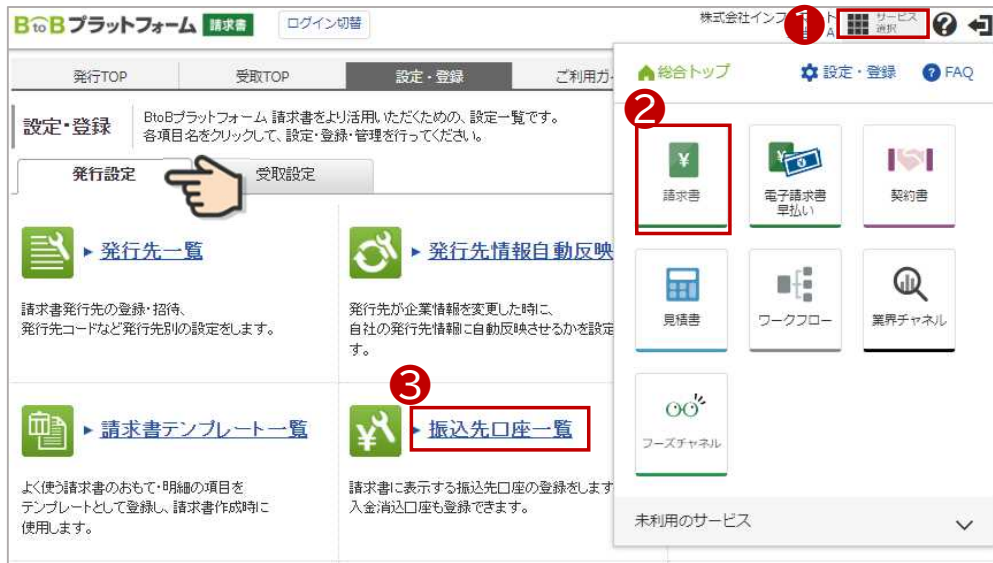 BtoBプラットフォーム 請求書 ログイン切替
株式会社インフ
ト
A
サービス
選択
1
発行TOP 受取TOP 設定・登録 ご利用ガ
総合トップ 設定・登録 FAQ
設定・登録
BtoBプラットフォーム 請求書をより活用いただくための、設定一覧です。
各項目名をクリックして、設定・登録・管理を行ってください。
発行設定 受取設定
2
請求書
電子請求書
早払い
契約書
見積書 ワークフロー 業界チャネル
フーズチャネル
未利用のサービス
発行先一覧
請求書発行先の登録・招待、
発行先コードなど発行先別の設定をします。
発行先情報自動反映
発行先が企業情報を変更した時に、
自社の発行先情報に自動反映させるかを設定
す。
請求書テンプレート一覧
よく使う請求書のおもて・明細の項目を
テンプレートとして登録し、請求書作成時に
使用します。
3
振込先口座一覧
請求書に表示する振込先口座の登録をします
入金消込口座も登録できます。